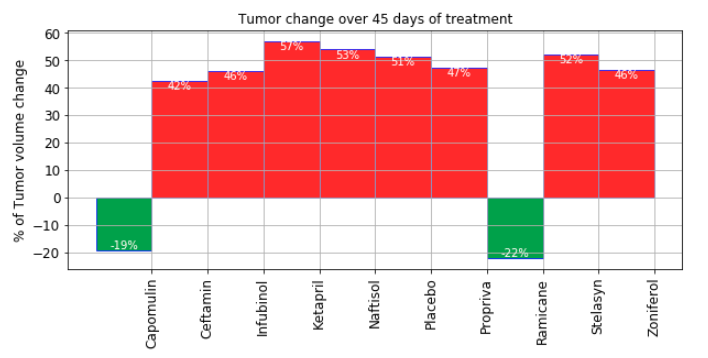 Tumor change over 45 days of treatment
% of Tumor volume change
60
50
40
30
20
10
0
−10
−20
-19%
42%
46%
57%
53%
51%
47%
-22%
52%
46%
Capomulin
Ceftamin
Infubinol
Ketapril
Naftisol
Placebo
Propriva
Ramicane
Stelasyn
Zoniferol